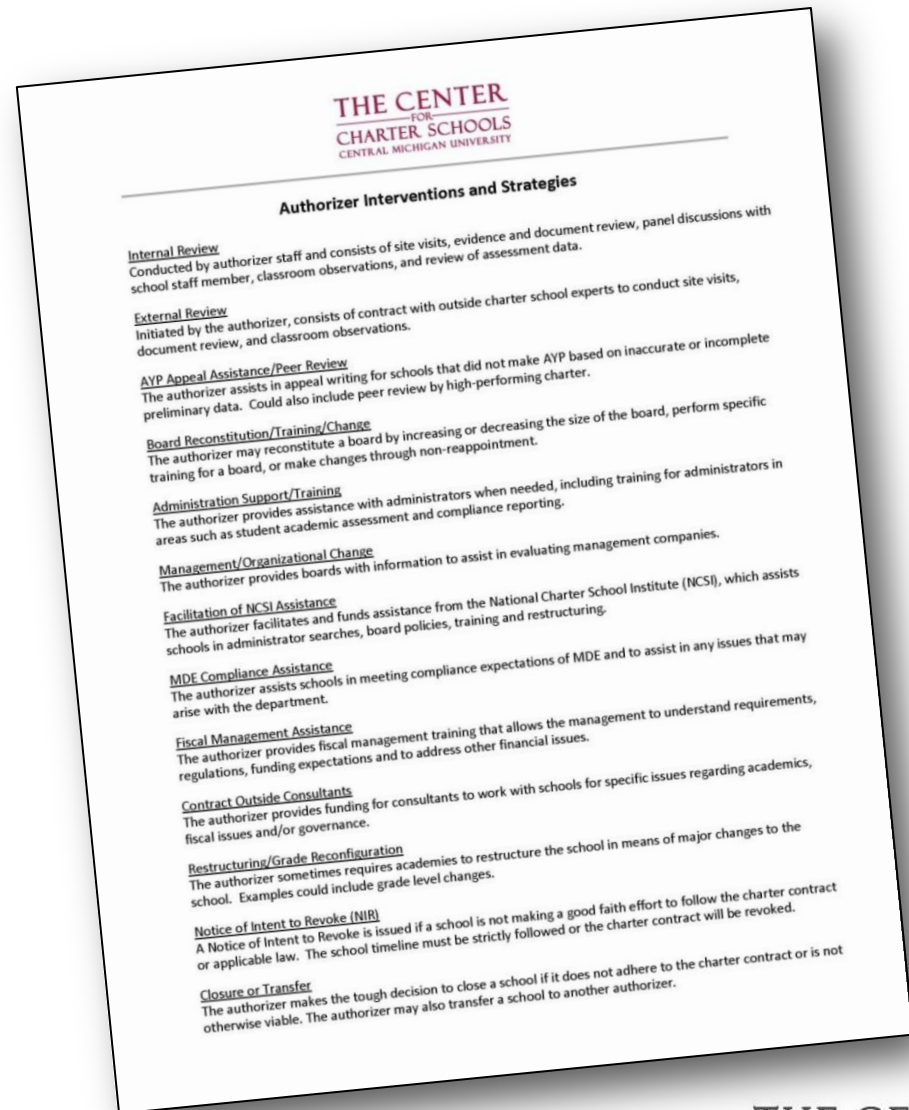 THE CENTER
FOR
CHARTER SCHOOLS
CENTRAL MICHIGAN UNIVERSITY
Authorizer Interventions and Strategies
Internal Review
Conducted by authorizer staff and consists of site visits, evidence and document review, panel discussions with
school staff member, classroom observations, and review of assessment data.
External Review
Initiated by the authorizer, consists of contract with outside charter school experts to conduct site visits,
document review, and classroom observations.
AYP Appeal Assistance/Peer Review
The authorizer assists in appeal writing for schools that did not make AYP based on inaccurate or incomplete
preliminary data. Could also include peer review by high-performing charter.
Board Reconstitution/Training/Change
The authorizer may reconstitute a board by increasing or decreasing the size of the board, perform specific
training for a board, or make changes through non-reappointment.
Administration Support/Training
The authorizer provides assistance with administrators when needed, including training for administrators in
areas such as student academic assessment and compliance reporting.
Management/Organizational Change
The authorizer provides boards with information to assist in evaluating management companies.
Facilitation of NCSI Assistance
The authorizer facilitates and funds assistance from the National Charter School Institute (NCSI), which assists
schools in administrator searches, board policies, training and restructuring.
MDE Compliance Assistance
The authorizer assists schools in meeting compliance expectations of MDE and to assist in any issues that may
arise with the department.
Fiscal Management Assistance
The authorizer provides fiscal management training that allows the management to understand requirements,
regulations, funding expectations and to address other financial issues.
Contract Outside Consultants
The authorizer provides funding for consultants to work with schools for specific issues regarding academics,
fiscal issues and/or governance.
Restructuring/Grade Reconfiguration
The authorizer sometimes requires academies to restructure the school in means of major changes to the
school. Examples could include grade level changes.
Notice of Intent to Revoke (NIR)
A Notice of Intent to Revoke is issued if a school is not making a good faith effort to follow the charter contract
or applicable law. The school timeline must be strictly followed or the charter contract will be revoked.
Closure or Transfer
The authorizer makes the tough decision to close a school if it does not adhere to the charter contract or is not
otherwise viable. The authorizer may also transfer a school to another authorizer.